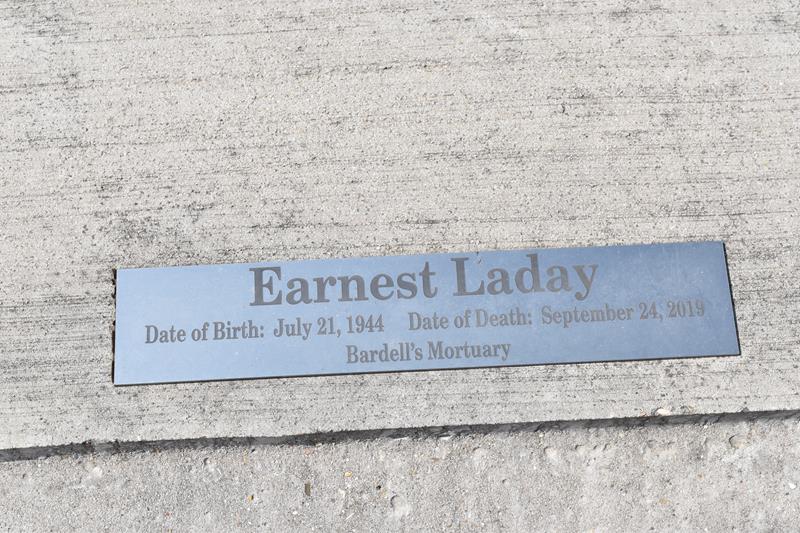 Earnest Laday
Date of Birth: July 21, 1944 Date of Death: September 24, 2019
Bardell's Mortuary